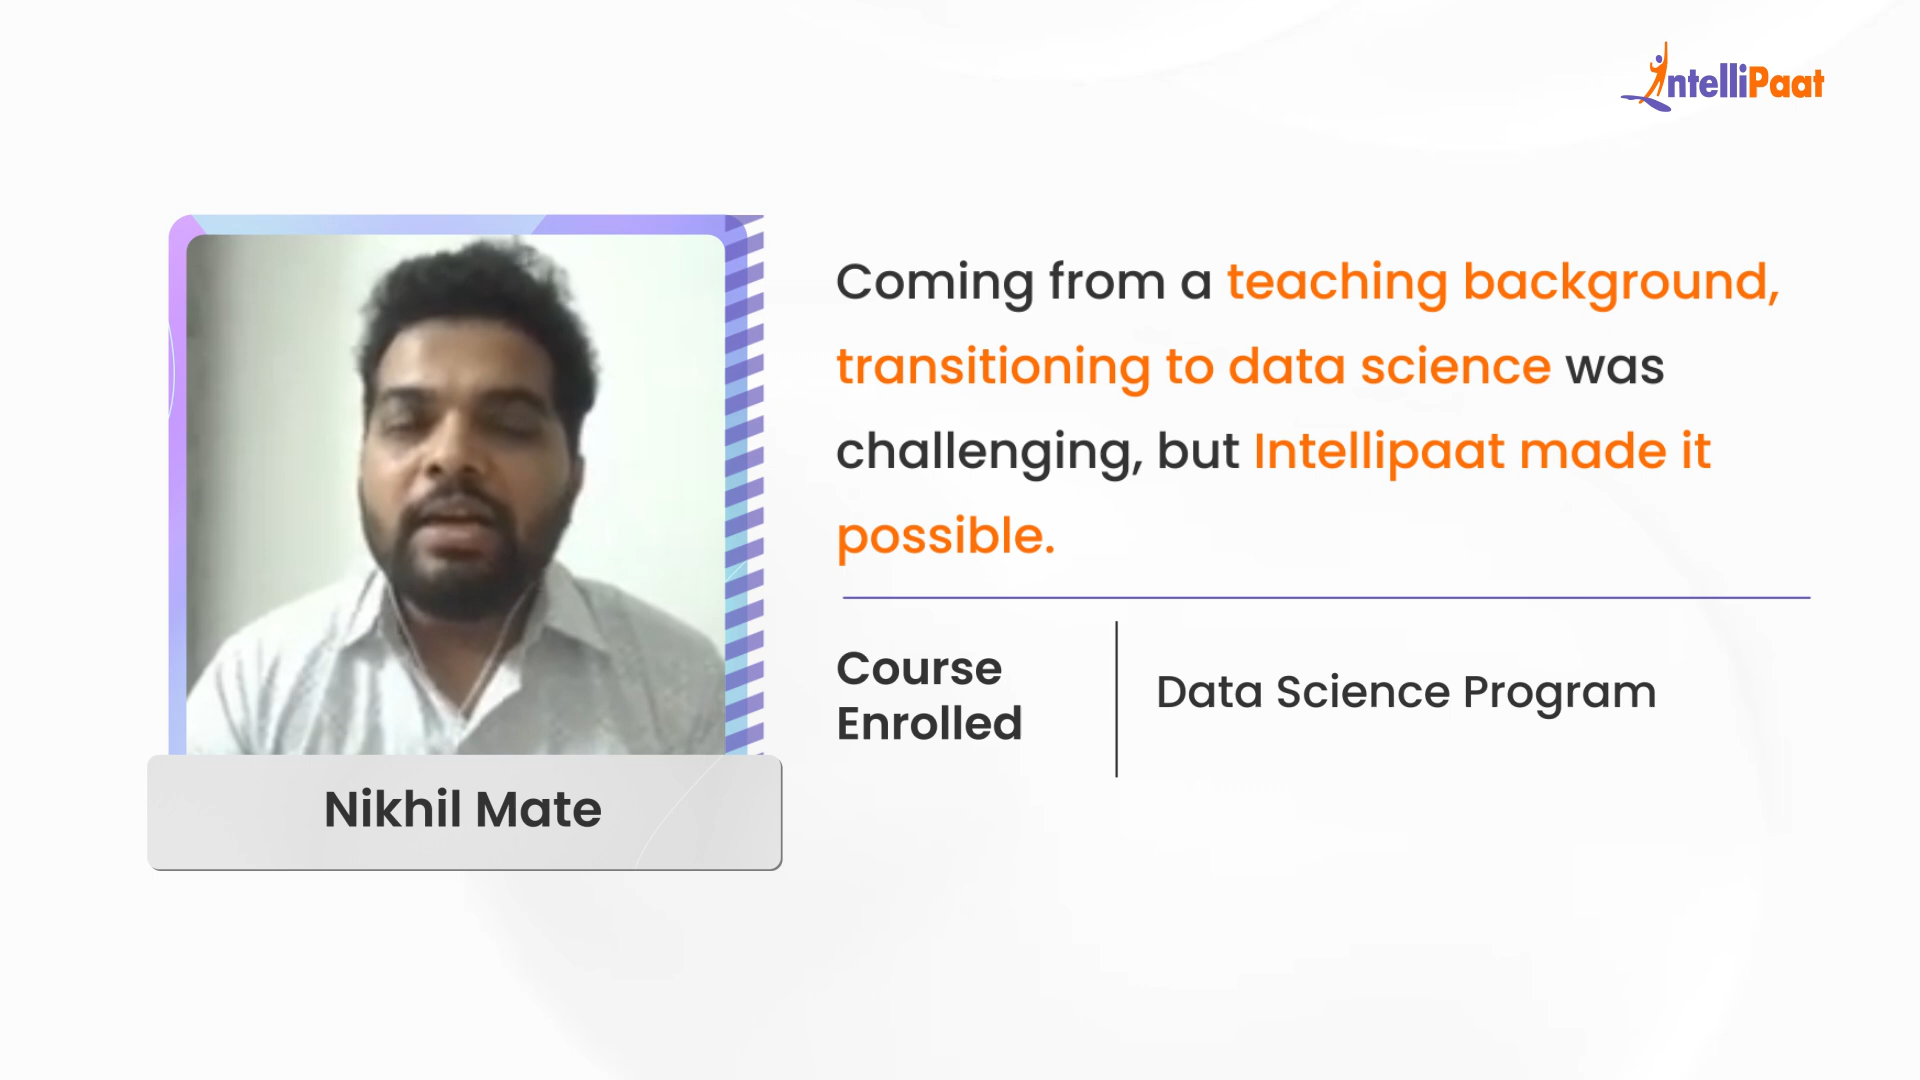 IntelliPaat
Coming from a teaching background,
transitioning to data science was
challenging, but Intellipaat made it
possible.
Course
Enrolled
Data Science Program
Nikhil Mate